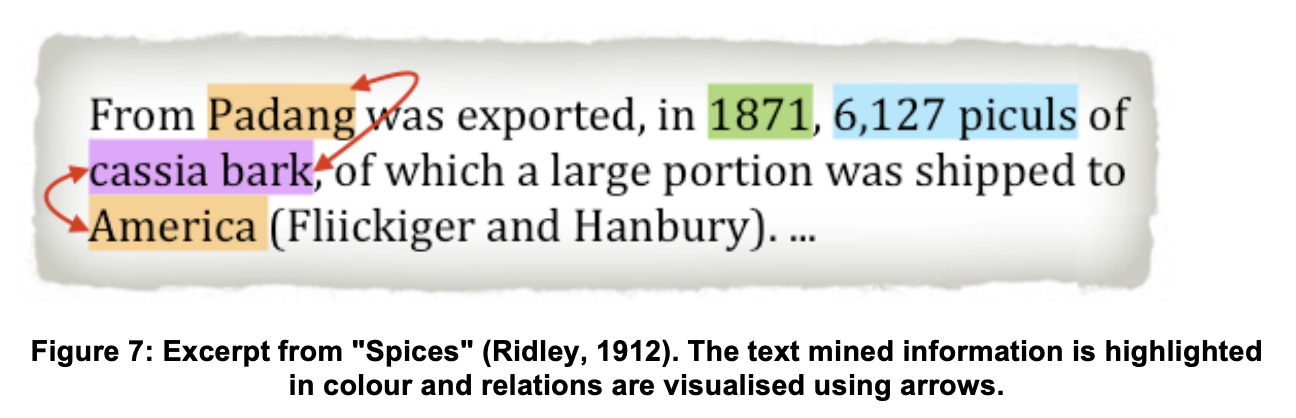 From Padang was exported, in 1871, 6,127 piculs of
cassia bark, of which a large portion was shipped to
America (Fliickiger and Hanbury). ...
Figure 7: Excerpt from "Spices" (Ridley, 1912). The text mined information is highlighted
in colour and relations are visualised using arrows.